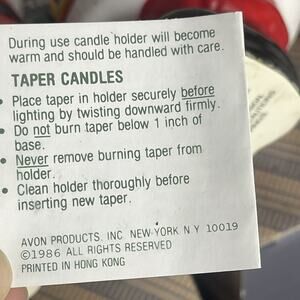 During use candle holder will become
warm and should be handled with care.
TAPER CANDLES
• Place taper in holder securely before
lighting by twisting downward firmly.
• Do not burn taper below 1 inch of
base.
• Never remove burning taper from
holder.
• Clean holder thoroughly before
inserting new taper.
AVON PRODUCTS, INC NEW YORK N Y 10019
©1986 ALL RIGHTS RESERVED
PRINTED IN HONG KONG